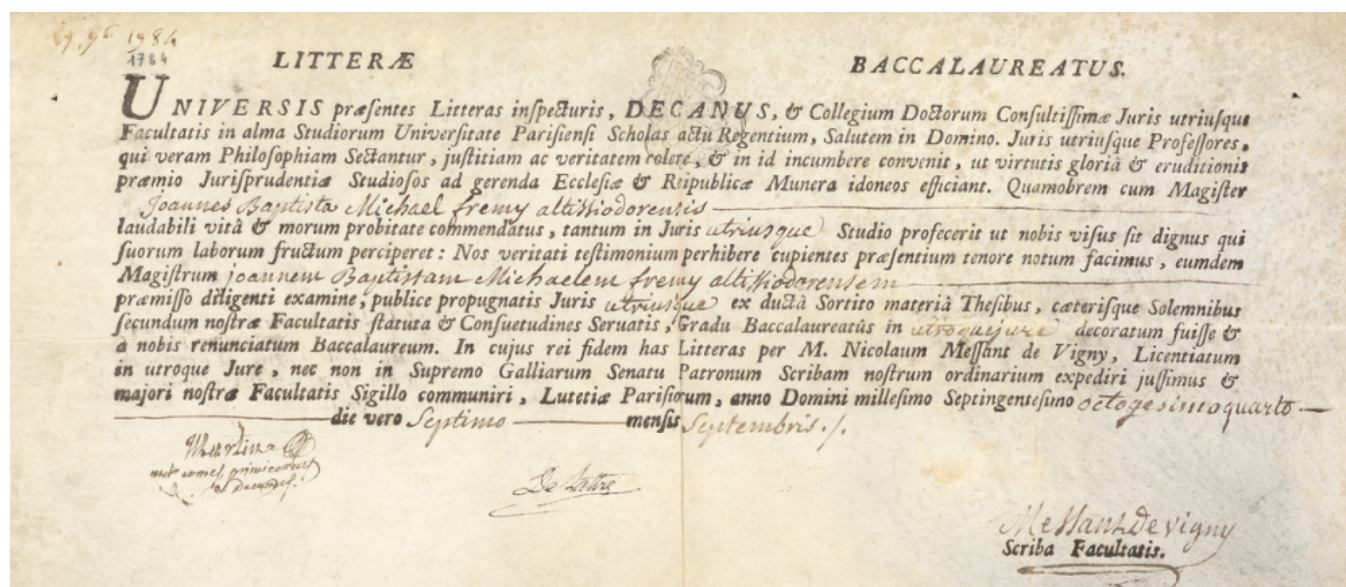 1784
LITTERÆ BACCALAUREATUS.
UNIVERSIS præsentes Litteras inſpecturis, DECANUS, & Collegium Doctorum Conſultiſſimæ Juris utriuſque
Facultatis in alma Studiorum Univerſitate Pariſienſi Scholas actu Regentium, Salutem in Domino. Juris utriuſque Profeſſores,
qui veram Philoſophiam Sectantur, juſtitiam ac veritatem colere, & in id incumbere convenit, ut virtutis gloriâ & eruditionis
præmio Juriſprudentiæ Studioſos ad gerenda Eccleſiæ & Reipublicæ Munera idoneos efficiant. Quamobrem cum Magiſter
Joannes Baptista Michael fremy altissiodorensis
laudabili vitâ & morum probitate commendatus, tantum in Juris utriusque Studio profecerit ut nobis viſus ſit dignus qui
ſuorum laborum fructum perciperet : Nos veritati teſtimonium perhibere cupientes præſentium tenore notum facimus, eumdem
Magiſtrum joannem Baptistam Michaelem fremy altissiodorensem
præmiſſo diligenti examine, publice propugnatis Juris utriusque ex ductâ Sortito materiâ Theſibus, cæteriſque Solemnibus
ſecundum noſtræ Facultatis ſtatuta & Conſuetudines Seruatis, Gradu Baccalaureatûs in utroque jure decoratum fuiſſe &
à nobis renunciatum Baccalaureum. In cujus rei fidem has Litteras per M. Nicolaum Meſſant de Vigny, Licentiatum
in utroque Jure, nec non in Supremo Galliarum Senatu Patronum Scribam noſtrum ordinarium expediri juſſimus &
majori noſtræ Facultatis Sigillo communiri, Lutetiæ Pariſiorum, anno Domini milleſimo Septingenteſimo octogesimo quarto
die vero Septimo menſis Septembris ./.
Martin
De Lattre
Messant De vigny
Scriba Facultatis.